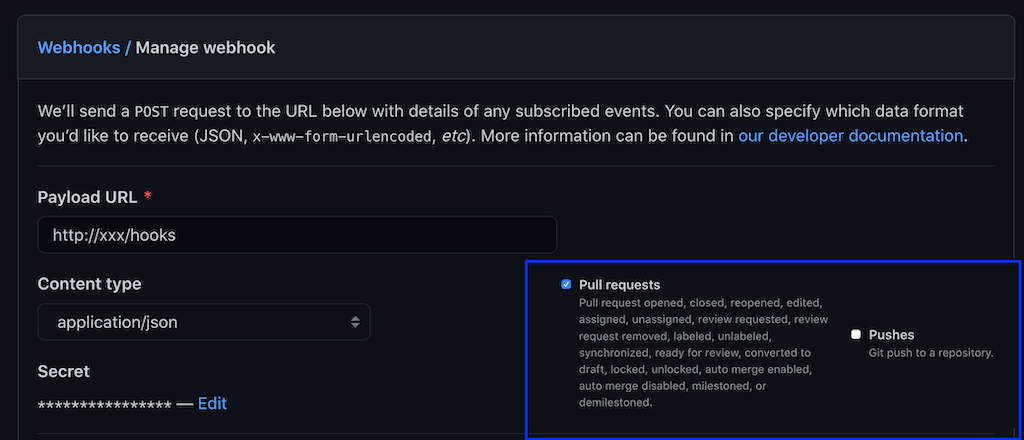 Webhooks / Manage webhook
We’ll send a POST request to the URL below with details of any subscribed events. You can also specify which data format
you’d like to receive (JSON, x-www-form-urlencoded, etc). More information can be found in our developer documentation.
Payload URL *
http://xxx/hooks
Content type
application/json
Secret
**************** — Edit
Pull requests
Pull request opened, closed, reopened, edited,
assigned, unassigned, review requested, review
request removed, labeled, unlabeled,
synchronized, ready for review, converted to
draft, locked, unlocked, auto merge enabled,
auto merge disabled, milestoned, or
demilestoned.
Pushes
Git push to a repository.